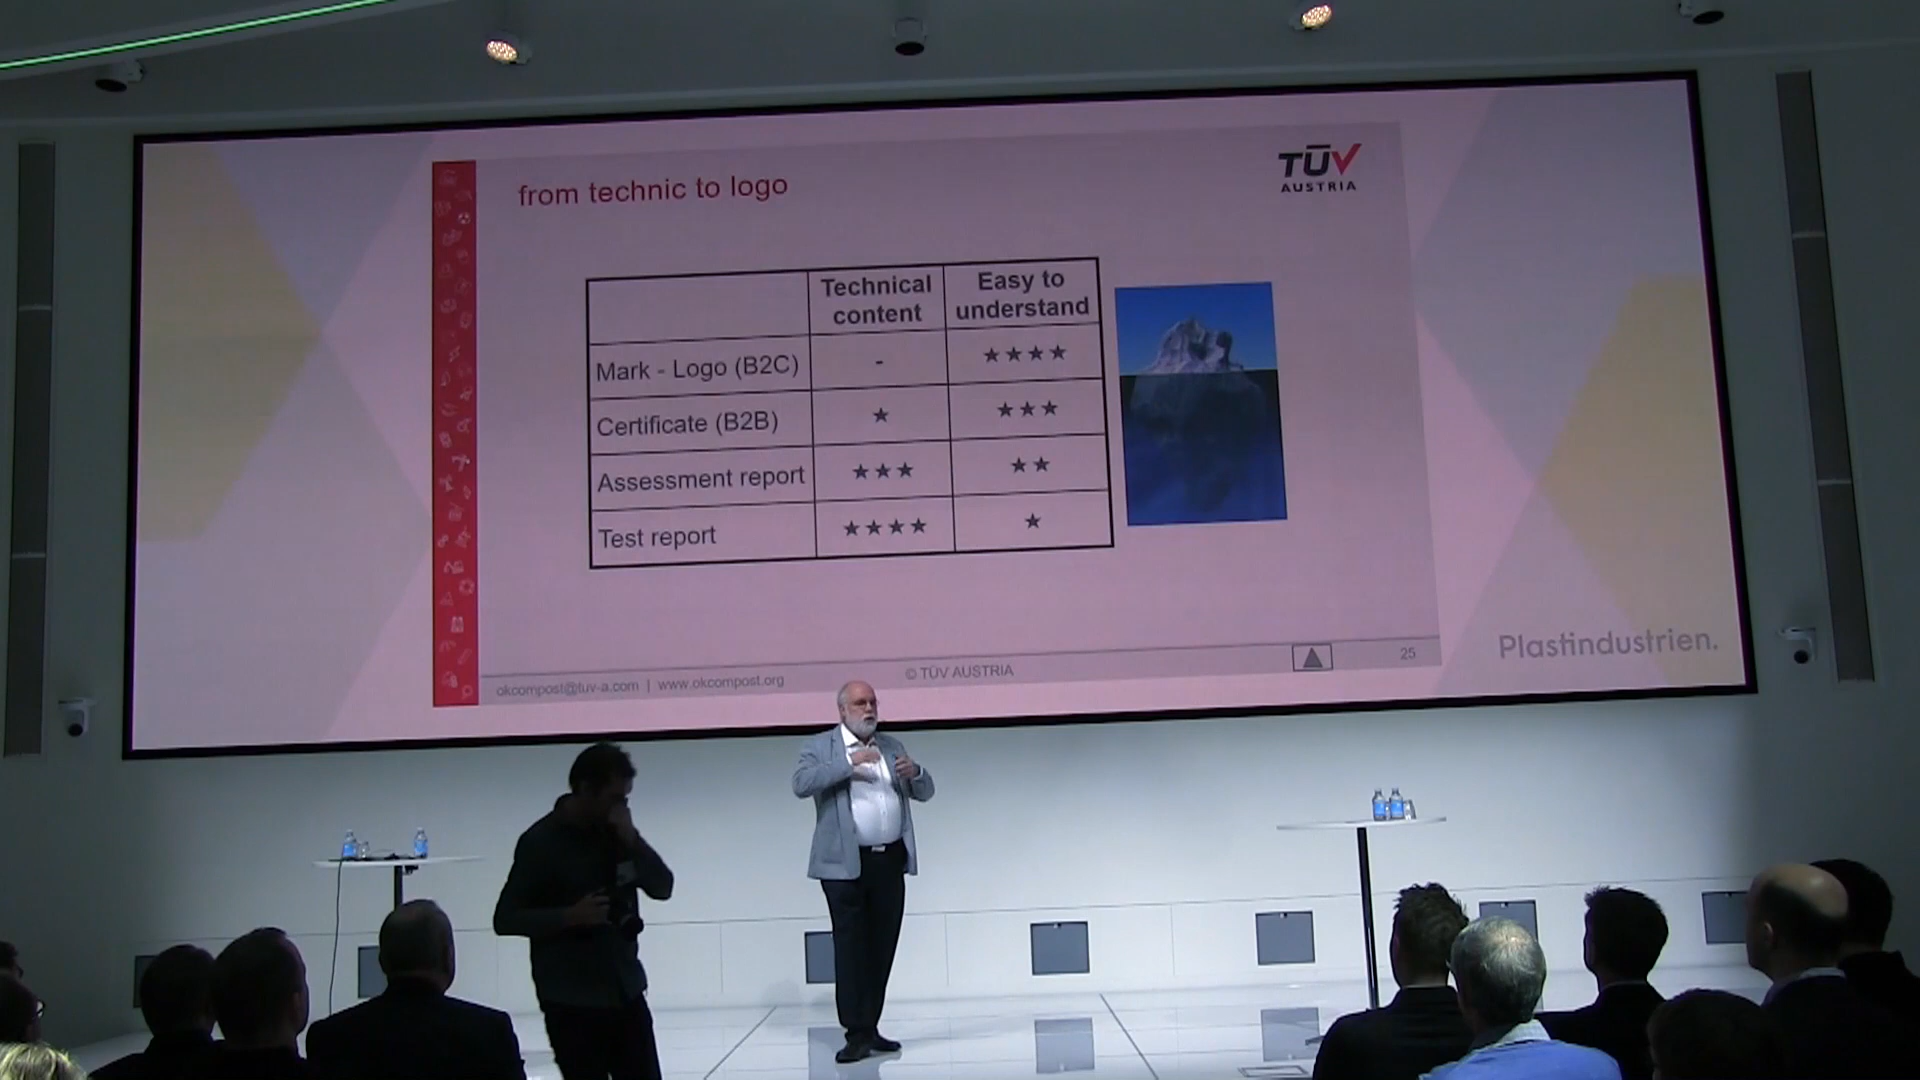 TÜV
AUSTRIA
from technic to logo
Technical content
Easy to understand
Mark - Logo (B2C) - ★★★★
Certificate (B2B) ★ ★★★
Assessment report ★★★ ★★
Test report ★★★★ ★
okcompost@tuv-a.com | www.okcompost.org
© TÜV AUSTRIA
25
Plastindustrien.